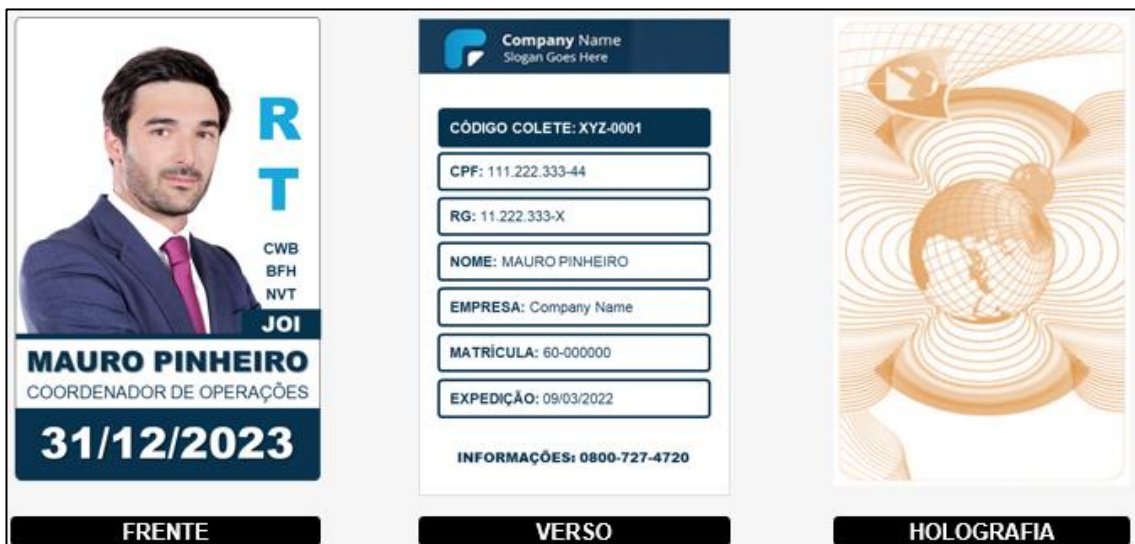 R
T
CWB
BFH
NVT
JOI
MAURO PINHEIRO
COORDENADOR DE OPERAÇÕES
31/12/2023
FRENTE
Company Name
Slogan Goes Here
CÓDIGO COLETE: XYZ-0001
CPF: 111.222.333-44
RG: 11.222.333-X
NOME: MAURO PINHEIRO
EMPRESA: Company Name
MATRÍCULA: 60-000000
EXPEDIÇÃO: 09/03/2022
INFORMAÇÕES: 0800-727-4720
VERSO
HOLOGRAFIA